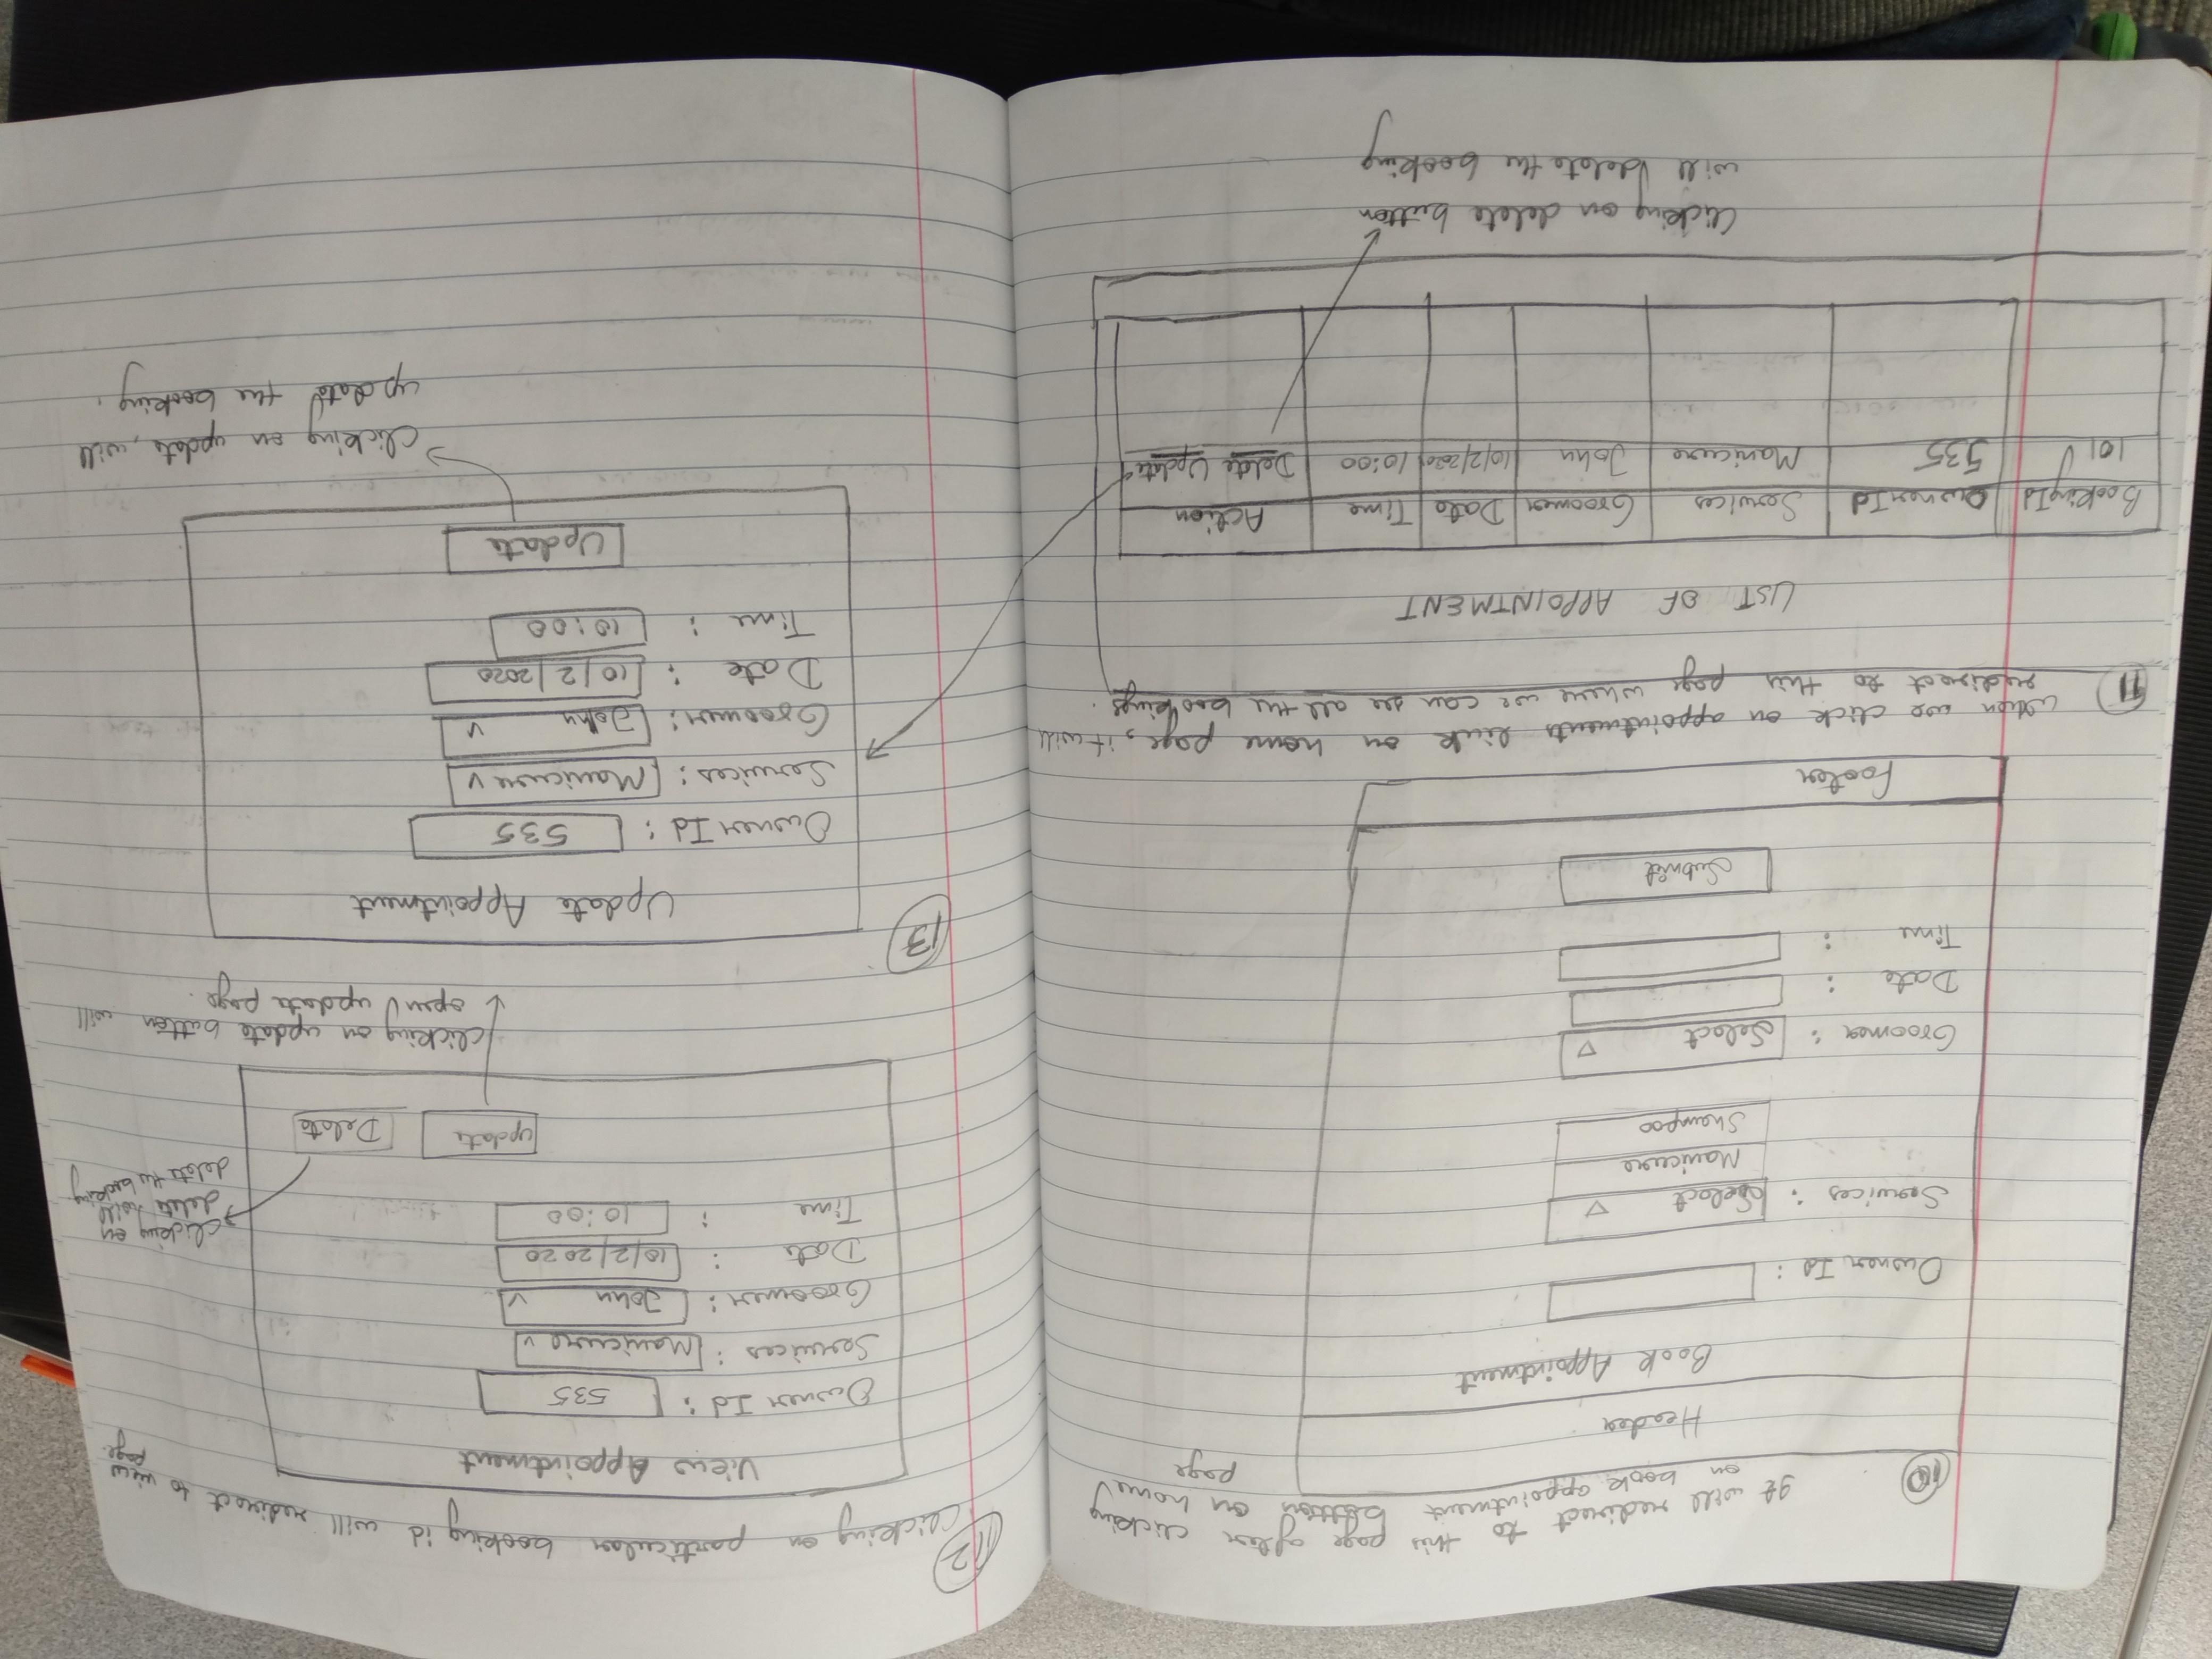 10
It will redirect to this page after clicking
on book appointment button on home
page
Header
Book Appointment
Owner Id :
Services : Select
Manicure
Shampoo
Groomer : Select
Date :
Time :
Submit
footer
11 When we click on appointments link on home page, it will
redirect to this page where we can see all the bookings.
LIST OF APPOINTMENT
BookingId OwnerId Services Groomer Date Time Action
101 535 Manicure John 10/2/2020 10:00 Delete Update
Clicking on delete button
will delete the booking
12
Clicking on particular booking id will redirect to view
page.
View Appointment
Owner Id : 535
Services : Manicure
Groomer : John
Date : 10/2/2020
Time : 10:00
clicking on
delete will
delete the booking
update Delete
clicking on update button will
open update page.
13
Update Appointment
Owner Id : 535
Services : Manicure
Groomer : John
Date : 10/2/2020
Time : 10:00
Update
Clicking on update, will
update the booking.